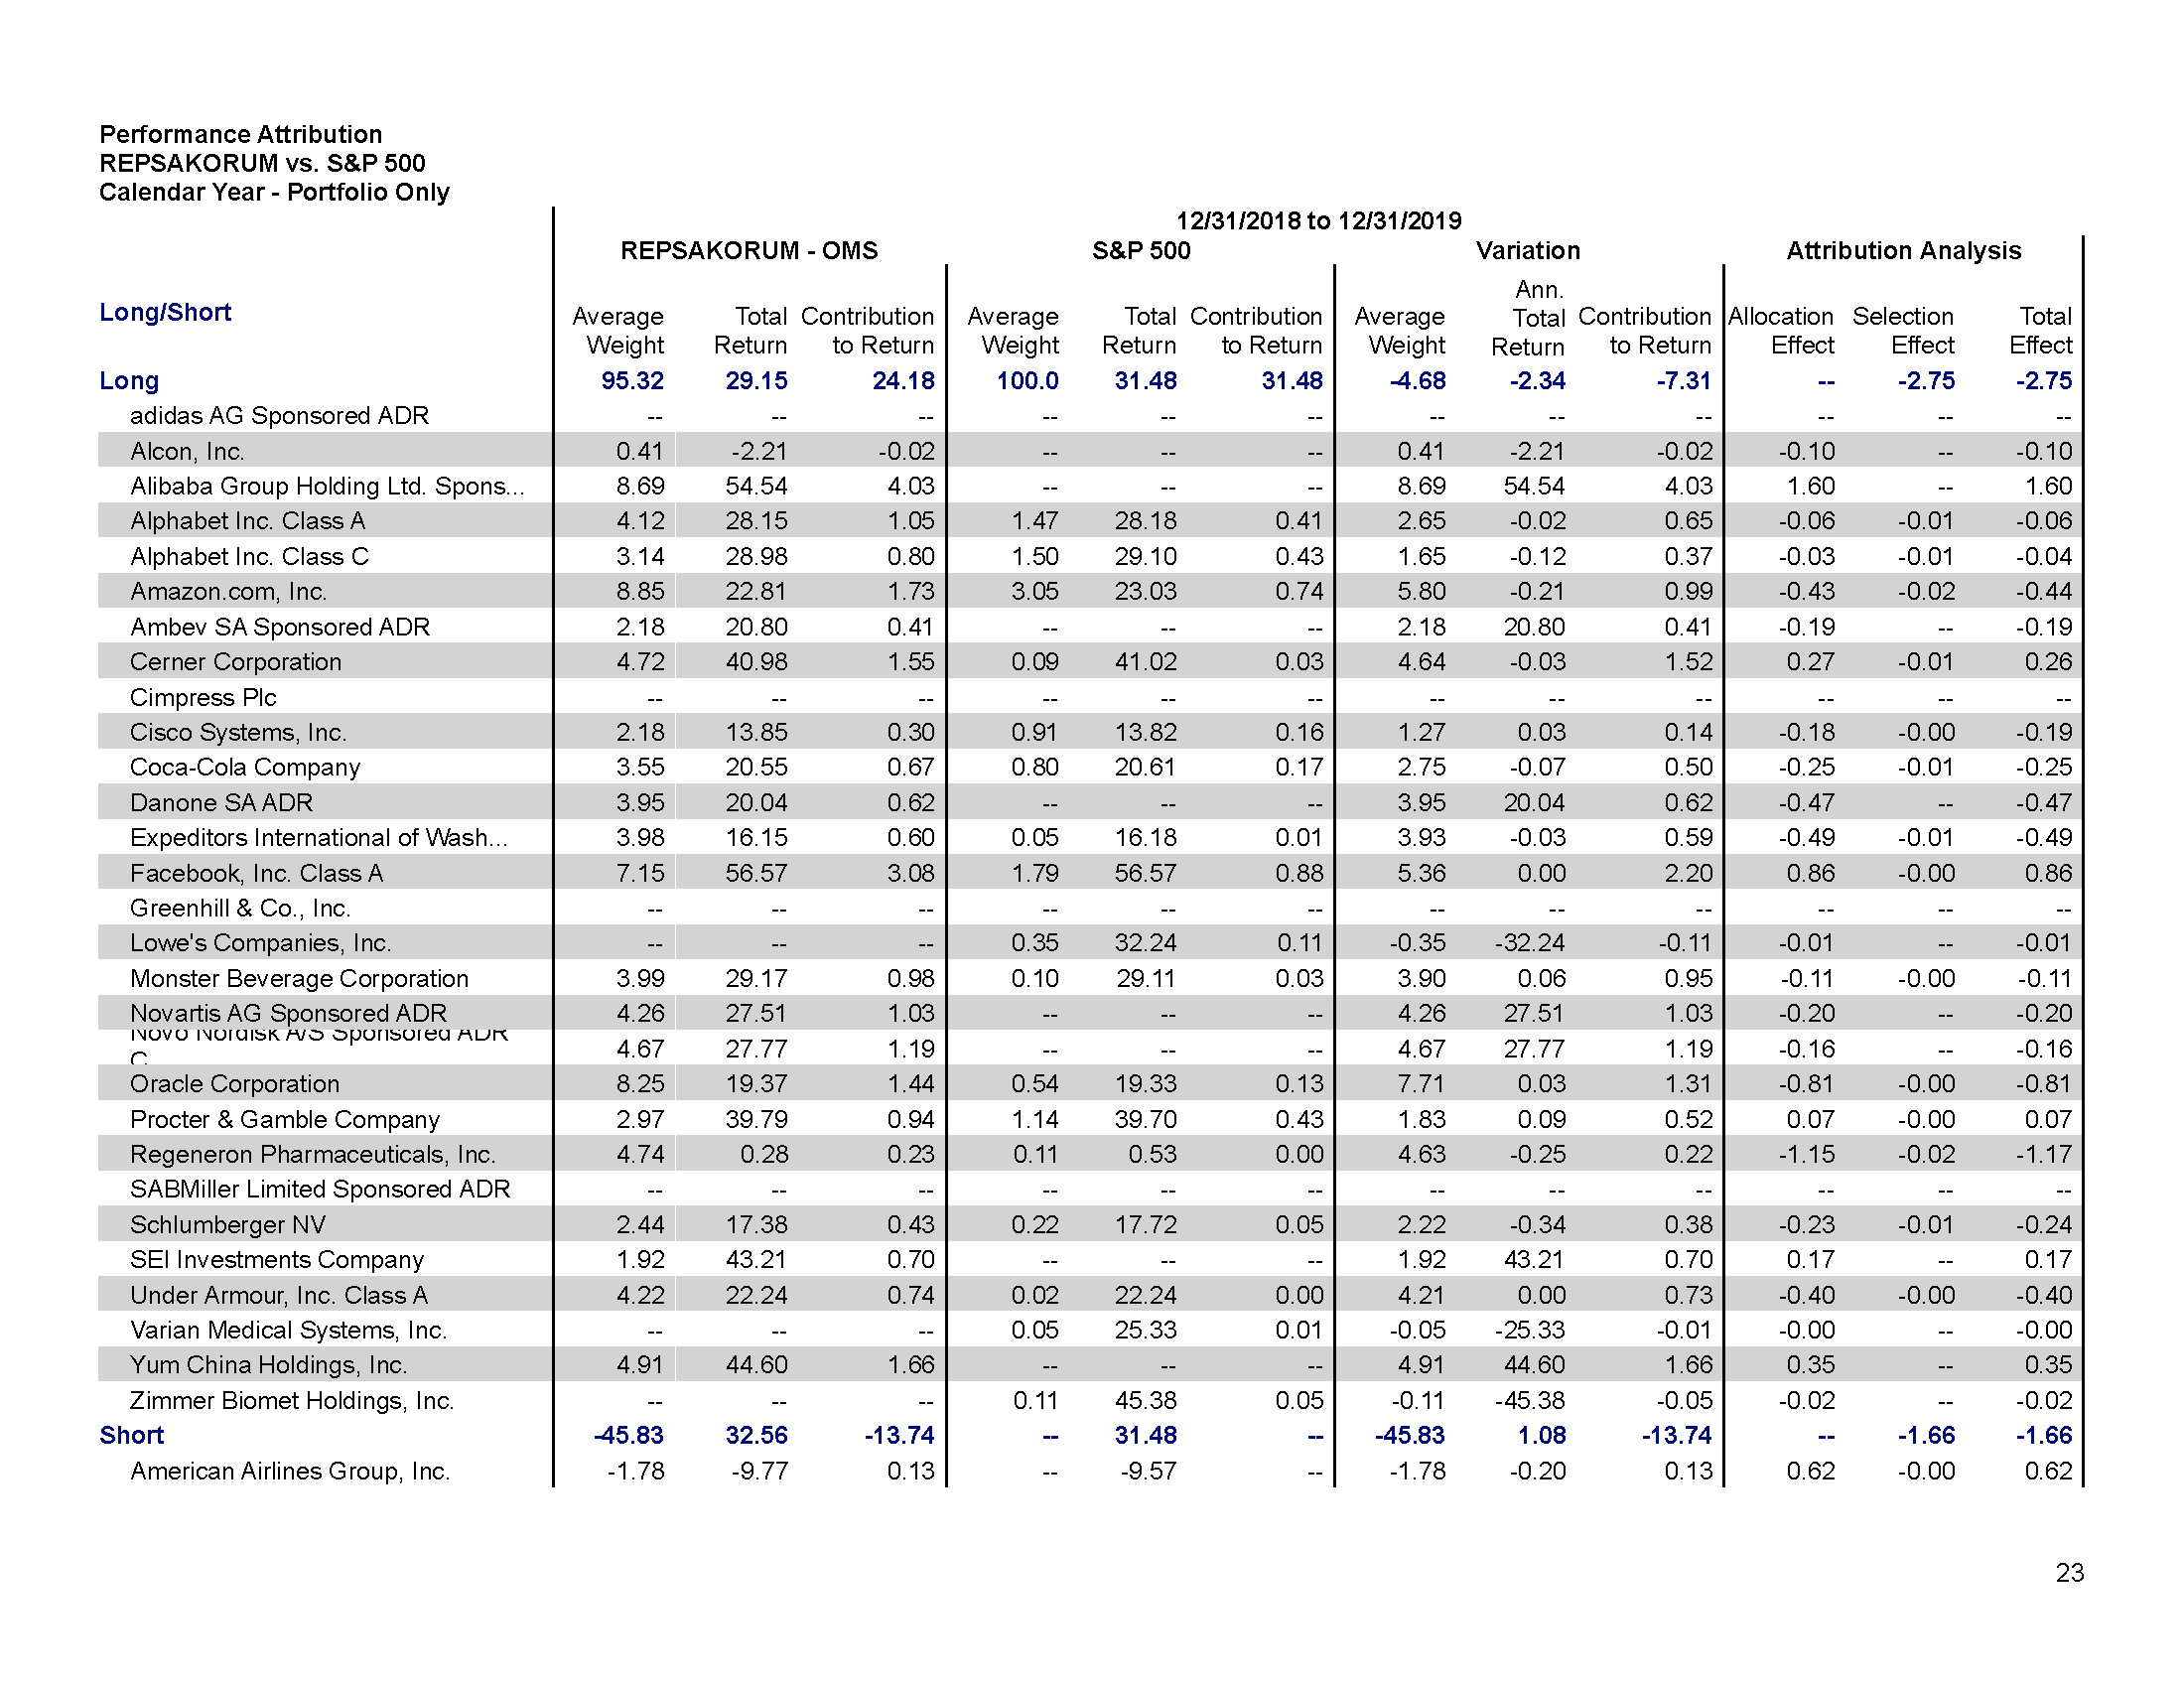 Performance Attribution
REPSAKORUM vs. S&P 500
Calendar Year - Portfolio Only
12/31/2018 to 12/31/2019
REPSAKORUM - OMS S&P 500 Variation Attribution Analysis
Long/Short Average Weight Total Return Contribution to Return Average Weight Total Return Contribution to Return Average Weight Ann. Total Return Contribution to Return Allocation Effect Selection Effect Total Effect
Long 95.32 29.15 24.18 100.0 31.48 31.48 -4.68 -2.34 -7.31 -- -2.75 -2.75
adidas AG Sponsored ADR -- -- -- -- -- -- -- -- -- -- -- --
Alcon, Inc. 0.41 -2.21 -0.02 -- -- -- 0.41 -2.21 -0.02 -0.10 -- -0.10
Alibaba Group Holding Ltd. Spons... 8.69 54.54 4.03 -- -- -- 8.69 54.54 4.03 1.60 -- 1.60
Alphabet Inc. Class A 4.12 28.15 1.05 1.47 28.18 0.41 2.65 -0.02 0.65 -0.06 -0.01 -0.06
Alphabet Inc. Class C 3.14 28.98 0.80 1.50 29.10 0.43 1.65 -0.12 0.37 -0.03 -0.01 -0.04
Amazon.com, Inc. 8.85 22.81 1.73 3.05 23.03 0.74 5.80 -0.21 0.99 -0.43 -0.02 -0.44
Ambev SA Sponsored ADR 2.18 20.80 0.41 -- -- -- 2.18 20.80 0.41 -0.19 -- -0.19
Cerner Corporation 4.72 40.98 1.55 0.09 41.02 0.03 4.64 -0.03 1.52 0.27 -0.01 0.26
Cimpress Plc -- -- -- -- -- -- -- -- -- -- -- --
Cisco Systems, Inc. 2.18 13.85 0.30 0.91 13.82 0.16 1.27 0.03 0.14 -0.18 -0.00 -0.19
Coca-Cola Company 3.55 20.55 0.67 0.80 20.61 0.17 2.75 -0.07 0.50 -0.25 -0.01 -0.25
Danone SA ADR 3.95 20.04 0.62 -- -- -- 3.95 20.04 0.62 -0.47 -- -0.47
Expeditors International of Wash... 3.98 16.15 0.60 0.05 16.18 0.01 3.93 -0.03 0.59 -0.49 -0.01 -0.49
Facebook, Inc. Class A 7.15 56.57 3.08 1.79 56.57 0.88 5.36 0.00 2.20 0.86 -0.00 0.86
Greenhill & Co., Inc. -- -- -- -- -- -- -- -- -- -- -- --
Lowe's Companies, Inc. -- -- -- 0.35 32.24 0.11 -0.35 -32.24 -0.11 -0.01 -- -0.01
Monster Beverage Corporation 3.99 29.17 0.98 0.10 29.11 0.03 3.90 0.06 0.95 -0.11 -0.00 -0.11
Novartis AG Sponsored ADR 4.26 27.51 1.03 -- -- -- 4.26 27.51 1.03 -0.20 -- -0.20
Novo Nordisk A/S Sponsored ADR C 4.67 27.77 1.19 -- -- -- 4.67 27.77 1.19 -0.16 -- -0.16
Oracle Corporation 8.25 19.37 1.44 0.54 19.33 0.13 7.71 0.03 1.31 -0.81 -0.00 -0.81
Procter & Gamble Company 2.97 39.79 0.94 1.14 39.70 0.43 1.83 0.09 0.52 0.07 -0.00 0.07
Regeneron Pharmaceuticals, Inc. 4.74 0.28 0.23 0.11 0.53 0.00 4.63 -0.25 0.22 -1.15 -0.02 -1.17
SABMiller Limited Sponsored ADR -- -- -- -- -- -- -- -- -- -- -- --
Schlumberger NV 2.44 17.38 0.43 0.22 17.72 0.05 2.22 -0.34 0.38 -0.23 -0.01 -0.24
SEI Investments Company 1.92 43.21 0.70 -- -- -- 1.92 43.21 0.70 0.17 -- 0.17
Under Armour, Inc. Class A 4.22 22.24 0.74 0.02 22.24 0.00 4.21 0.00 0.73 -0.40 -0.00 -0.40
Varian Medical Systems, Inc. -- -- -- 0.05 25.33 0.01 -0.05 -25.33 -0.01 -0.00 -- -0.00
Yum China Holdings, Inc. 4.91 44.60 1.66 -- -- -- 4.91 44.60 1.66 0.35 -- 0.35
Zimmer Biomet Holdings, Inc. -- -- -- 0.11 45.38 0.05 -0.11 -45.38 -0.05 -0.02 -- -0.02
Short -45.83 32.56 -13.74 -- 31.48 -- -45.83 1.08 -13.74 -- -1.66 -1.66
American Airlines Group, Inc. -1.78 -9.77 0.13 -- -9.57 -- -1.78 -0.20 0.13 0.62 -0.00 0.62
23